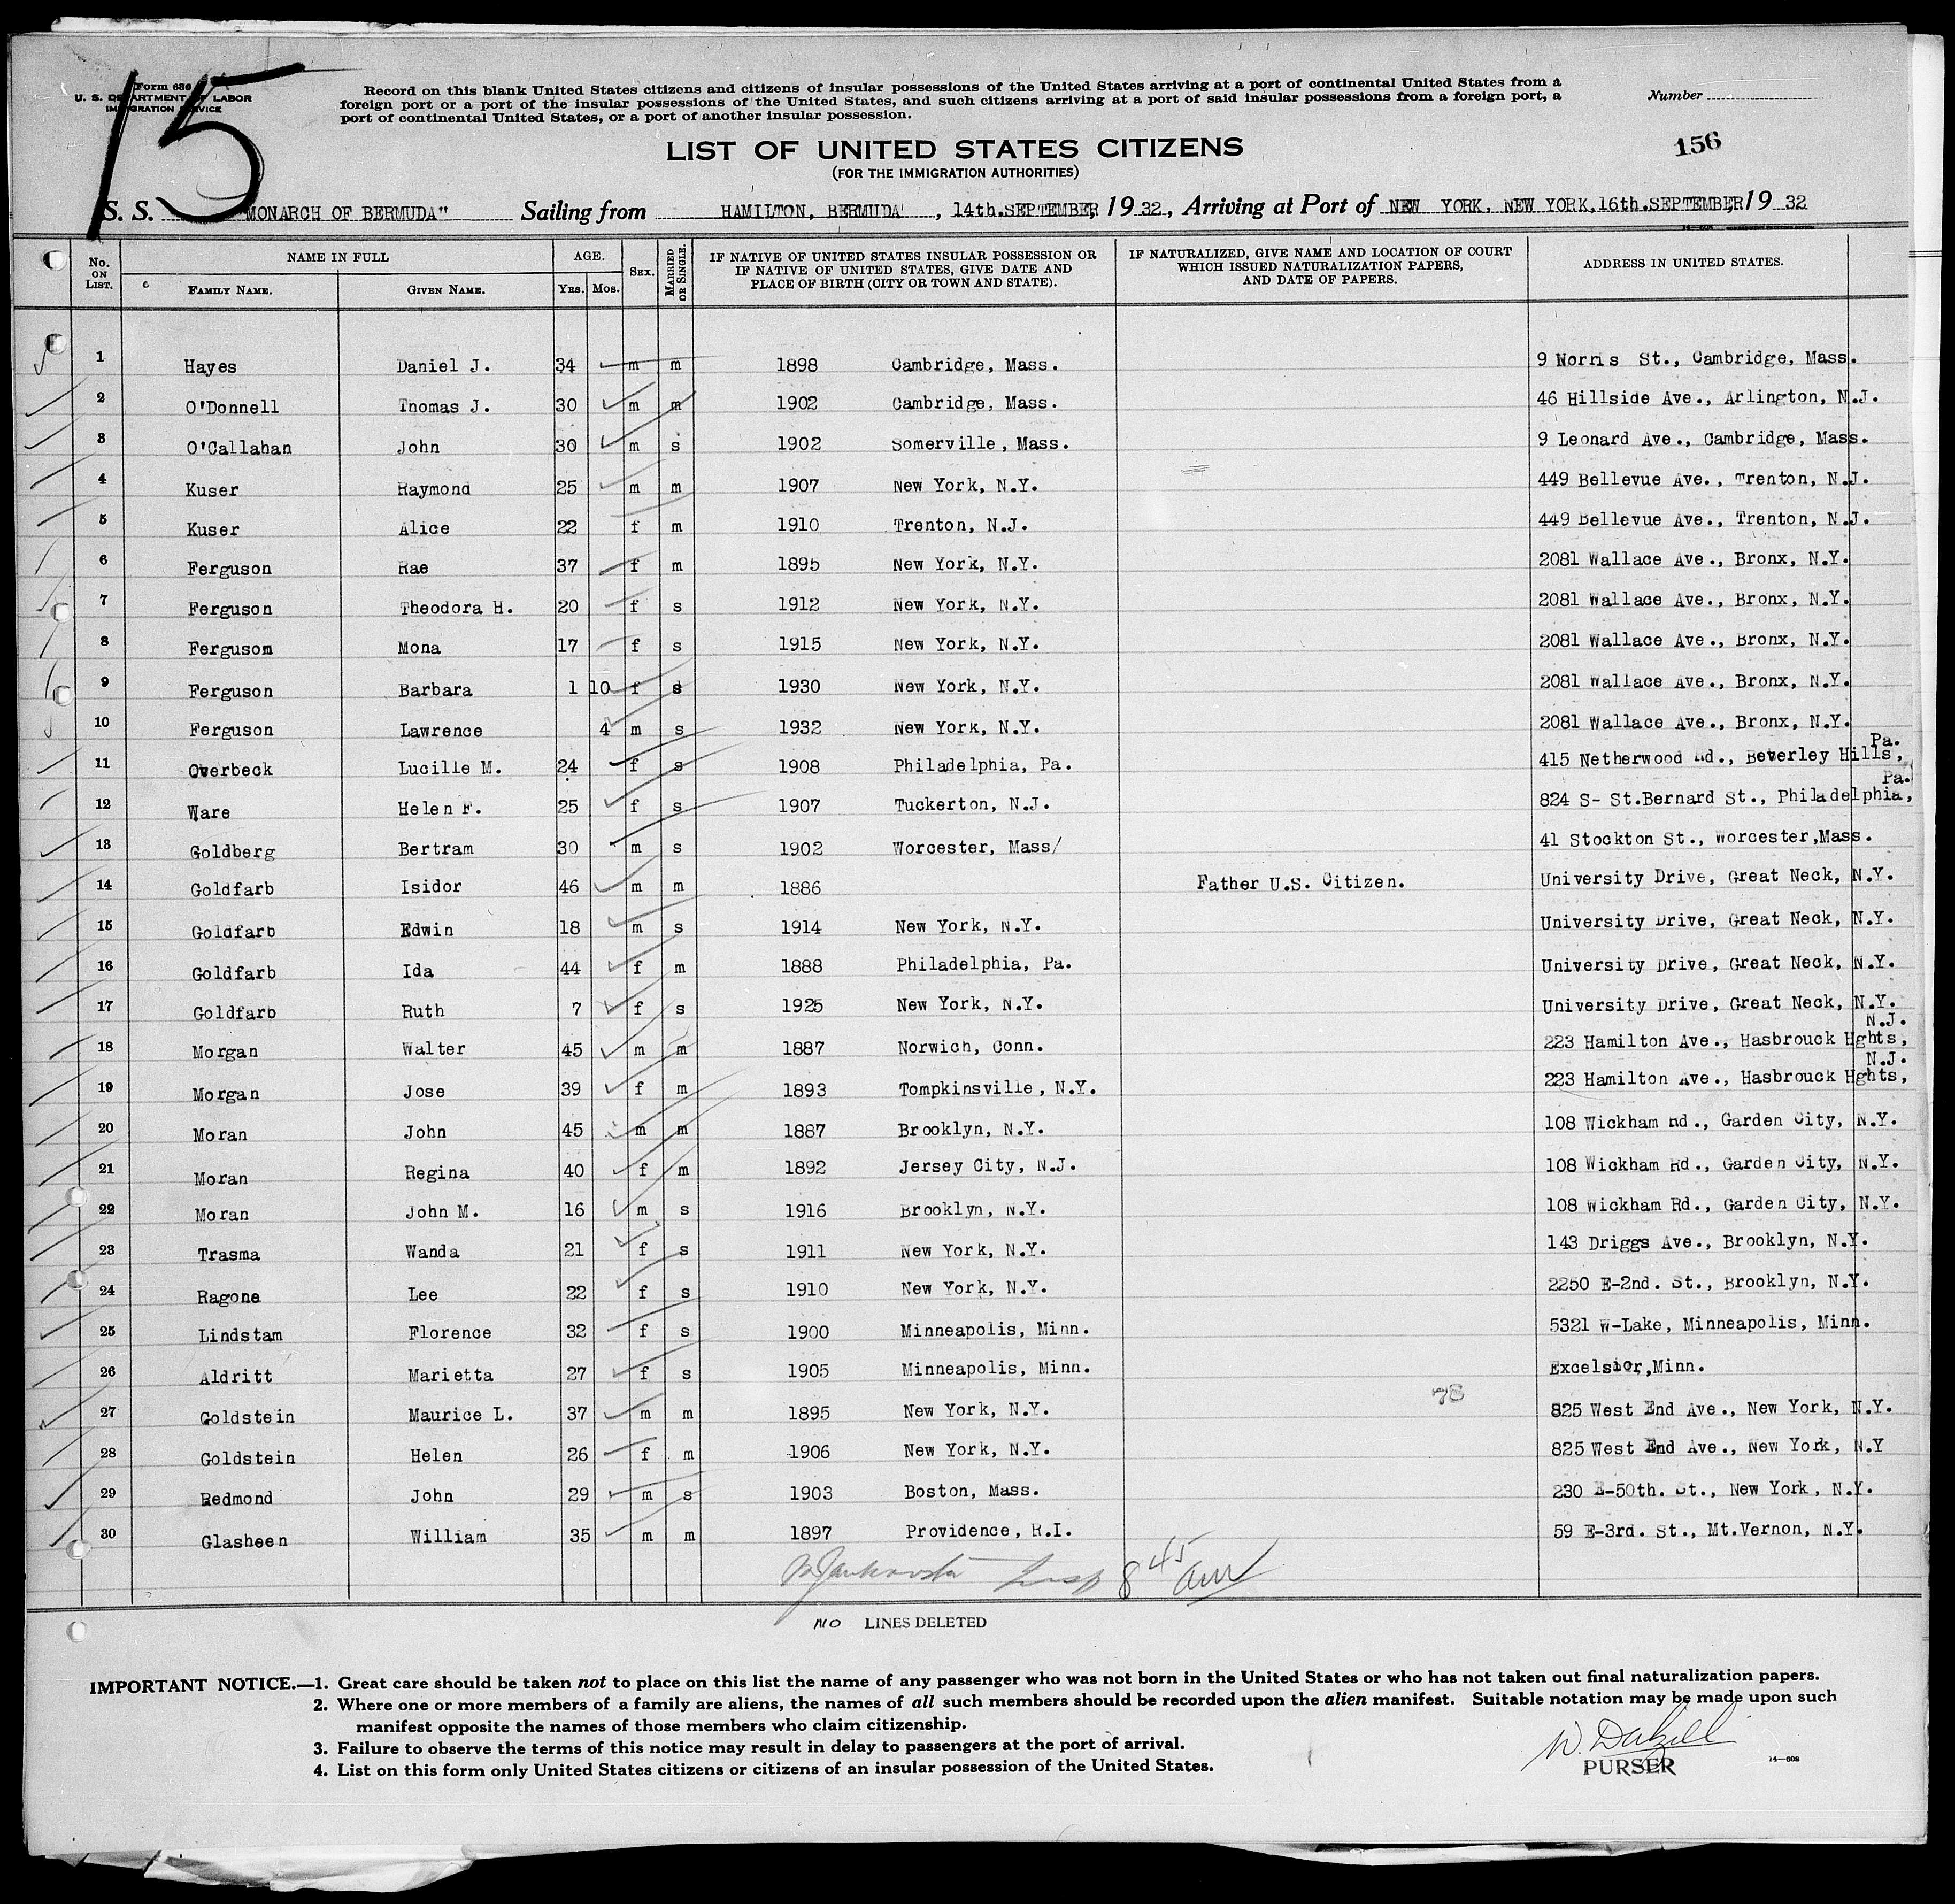 15
Form 686
U. S. DEPARTMENT OF LABOR
IMMIGRATION SERVICE
Record on this blank United States citizens and citizens of insular possessions of the United States arriving at a port of continental United States from a
foreign port or a port of the insular possessions of the United States, and such citizens arriving at a port of said insular possessions from a foreign port, a
port of continental United States, or a port of another insular possession.
Number
156
LIST OF UNITED STATES CITIZENS
(FOR THE IMMIGRATION AUTHORITIES)
S. S. "MONARCH OF BERMUDA" Sailing from HAMILTON, BERMUDA, 14th.SEPTEMBER, 1932, Arriving at Port of NEW YORK. NEW YORK,16th.SEPTEMBER, 1932
No. ON LIST. NAME IN FULL FAMILY NAME. GIVEN NAME. AGE. YRS. MOS. SEX. MARRIED OR SINGLE. IF NATIVE OF UNITED STATES INSULAR POSSESSION OR IF NATIVE OF UNITED STATES, GIVE DATE AND PLACE OF BIRTH (CITY OR TOWN AND STATE). IF NATURALIZED, GIVE NAME AND LOCATION OF COURT WHICH ISSUED NATURALIZATION PAPERS, AND DATE OF PAPERS. ADDRESS IN UNITED STATES.
1 Hayes Daniel J. 34 m m 1898 Cambridge, Mass. 9 Norris St., Cambridge, Mass.
2 O'Donnell Thomas J. 30 m m 1902 Cambridge, Mass. 46 Hillside Ave., Arlington, N.J.
3 O'Callahan John 30 m s 1902 Somerville, Mass. 9 Leonard Ave., Cambridge, Mass.
4 Kuser Raymond 25 m m 1907 New York, N.Y. 449 Bellevue Ave., Trenton, N.J.
5 Kuser Alice 22 f m 1910 Trenton, N.J. 449 Bellevue Ave., Trenton, N.J.
6 Ferguson Rae 37 f m 1895 New York, N.Y. 2081 Wallace Ave., Bronx, N.Y.
7 Ferguson Theodora H. 20 f s 1912 New York, N.Y. 2081 Wallace Ave., Bronx, N.Y.
8 Ferguson Mona 17 f s 1915 New York, N.Y. 2081 Wallace Ave., Bronx, N.Y.
9 Ferguson Barbara 1 10 f s 1930 New York, N.Y. 2081 Wallace Ave., Bronx, N.Y.
10 Ferguson Lawrence 4 m s 1932 New York, N.Y. 2081 Wallace Ave., Bronx, N.Y.
11 Overbeck Lucille M. 24 f s 1908 Philadelphia, Pa. 415 Netherwood Rd., Beverley Hills, Pa.
12 Ware Helen F. 25 f s 1907 Tuckerton, N.J. 824 S- St.Bernard St., Philadelphia, Pa.
13 Goldberg Bertram 30 m s 1902 Worcester, Mass/ 41 Stockton St., Worcester,Mass.
14 Goldfarb Isidor 46 m m 1886 Father U.S. Citizen. University Drive, Great Neck, N.Y.
15 Goldfarb Edwin 18 m s 1914 New York, N.Y. University Drive, Great Neck, N.Y.
16 Goldfarb Ida 44 f m 1888 Philadelphia, Pa. University Drive, Great Neck, N.Y.
17 Goldfarb Ruth 7 f s 1925 New York, N.Y. University Drive, Great Neck, N.Y.
18 Morgan Walter 45 m m 1887 Norwich, Conn. 223 Hamilton Ave., Hasbrouck Hghts, N.J.
19 Morgan Jose 39 f m 1893 Tompkinsville, N.Y. 223 Hamilton Ave., Hasbrouck Hghts, N.J.
20 Moran John 45 m m 1887 Brooklyn, N.Y. 108 Wickham Rd., Garden City, N.Y.
21 Moran Regina 40 f m 1892 Jersey City, N.J. 108 Wickham Rd., Garden City, N.Y.
22 Moran John M. 16 m s 1916 Brooklyn, N.Y. 108 Wickham Rd., Garden City, N.Y.
23 Trasma Wanda 21 f s 1911 New York, N.Y. 143 Driggs Ave., Brooklyn, N.Y.
24 Ragone Lee 22 f s 1910 New York, N.Y. 2250 E-2nd. St., Brooklyn, N.Y.
25 Lindstam Florence 32 f s 1900 Minneapolis, Minn. 5321 W-Lake, Minneapolis, Minn.
26 Aldritt Marietta 27 f s 1905 Minneapolis, Minn. Excelsior,Minn.
78
27 Goldstein Maurice L. 37 m m 1895 New York, N.Y. 825 West End Ave., New York, N.Y.
28 Goldstein Helen 26 f m 1906 New York, N.Y. 825 West End Ave., New York, N.Y
29 Redmond John 29 m s 1903 Boston, Mass. 230 E-50th. St., New York, N.Y.
30 Glasheen William 35 m m 1897 Providence, R.I. 59 E-3rd. St., Mt.Vernon, N.Y.
Insp 8 45 am
NO LINES DELETED
IMPORTANT NOTICE.—1. Great care should be taken not to place on this list the name of any passenger who was not born in the United States or who has not taken out final naturalization papers.
2. Where one or more members of a family are aliens, the names of all such members should be recorded upon the alien manifest. Suitable notation may be made upon such
manifest opposite the names of those members who claim citizenship.
3. Failure to observe the terms of this notice may result in delay to passengers at the port of arrival.
4. List on this form only United States citizens or citizens of an insular possession of the United States.
PURSER
14—608